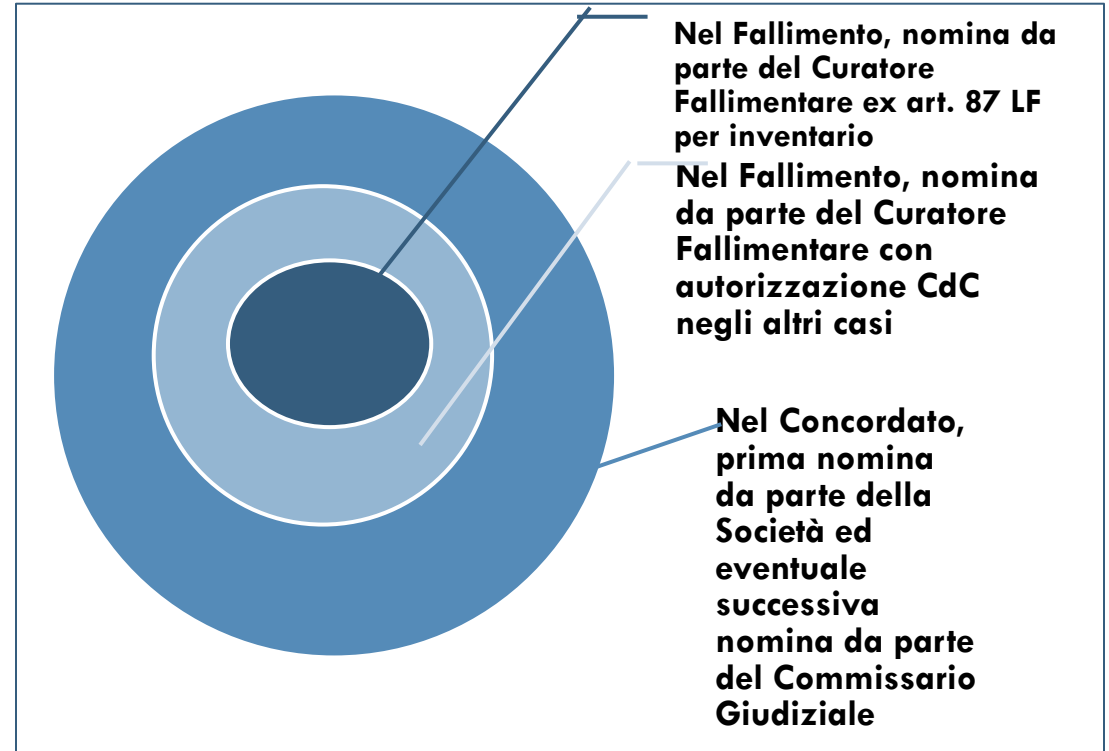 Nel Fallimento, nomina da
parte del Curatore
Fallimentare ex art. 87 LF
per inventario
Nel Fallimento, nomina
da parte del Curatore
Fallimentare con
autorizzazione CdC
negli altri casi
Nel Concordato,
prima nomina
da parte della
Società ed
eventuale
successiva
nomina da parte
del Commissario
Giudiziale